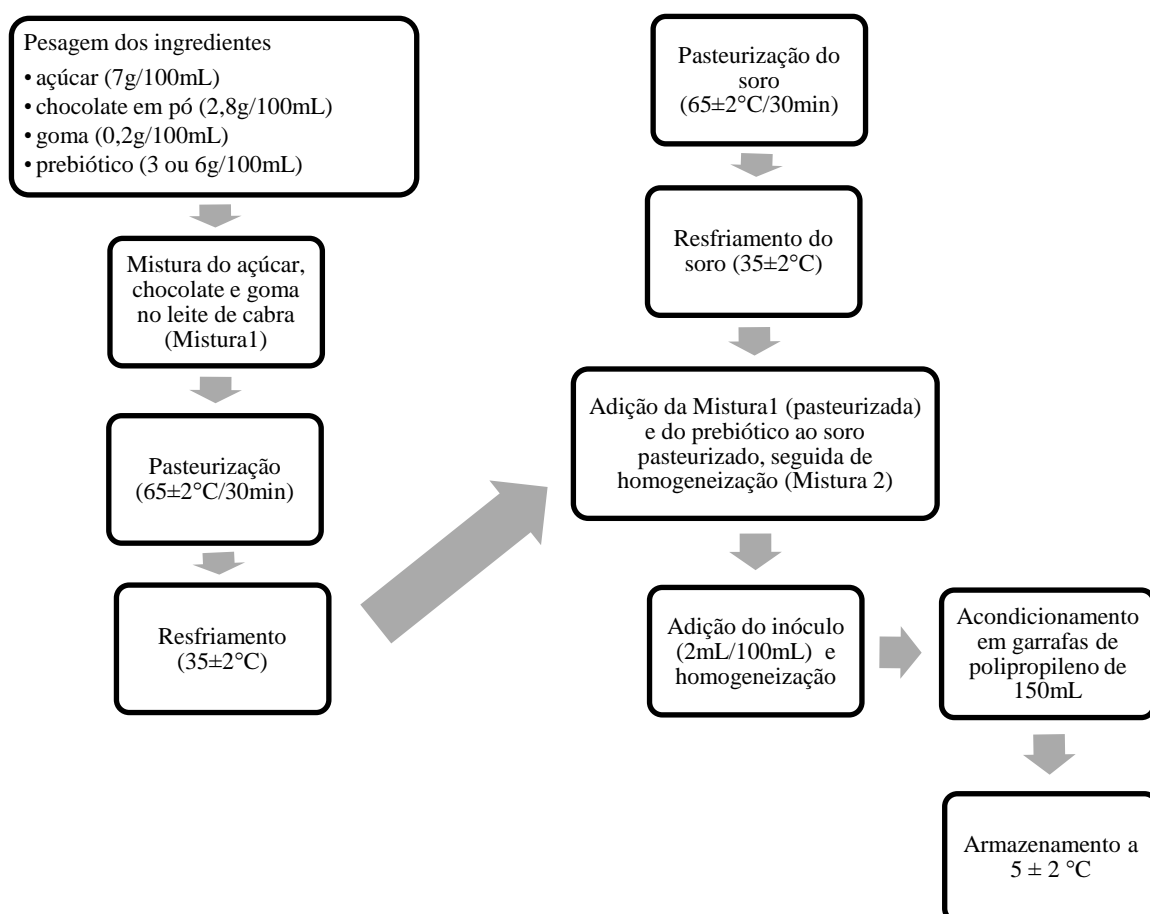 Pesagem dos ingredientes
• açúcar (7g/100mL)
• chocolate em pó (2,8g/100mL)
• goma (0,2g/100mL)
• prebiótico (3 ou 6g/100mL)
Mistura do açúcar,
chocolate e goma
no leite de cabra
(Mistura1)
Pasteurização
(65±2°C/30min)
Resfriamento
(35±2°C)
Pasteurização do
soro
(65±2°C/30min)
Resfriamento do
soro (35±2°C)
Adição da Mistura1 (pasteurizada)
e do prebiótico ao soro
pasteurizado, seguida de
homogeneização (Mistura 2)
Adição do inóculo
(2mL/100mL) e
homogeneização
Acondicionamento
em garrafas de
polipropileno de
150mL
Armazenamento a
5 ± 2 °C